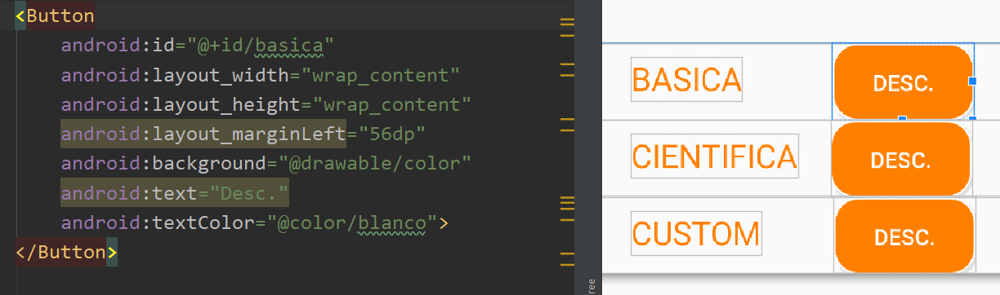 <Button
android:id="@+id/basica"
android:layout_width="wrap_content"
android:layout_height="wrap_content"
android:layout_marginLeft="56dp"
android:background="@drawable/color"
android:text="Desc."
android:textColor="@color/blanco">
</Button>
BASICA DESC.
CIENTIFICA DESC.
CUSTOM DESC.